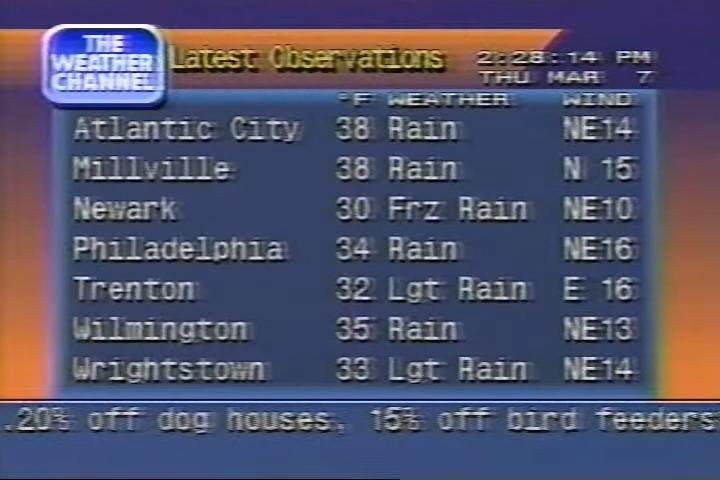 THE
WEATHER
CHANNEL
Latest Observations
2:28:14 PM
THU MAR 7
°F WEATHER WIND
Atlantic City 38 Rain NE14
Millville 38 Rain N 15
Newark 30 Frz Rain NE10
Philadelphia 34 Rain NE16
Trenton 32 Lgt Rain E 16
Wilmington 35 Rain NE13
Wrightstown 33 Lgt Rain NE14
.20% off dog houses, 15% off bird feeders